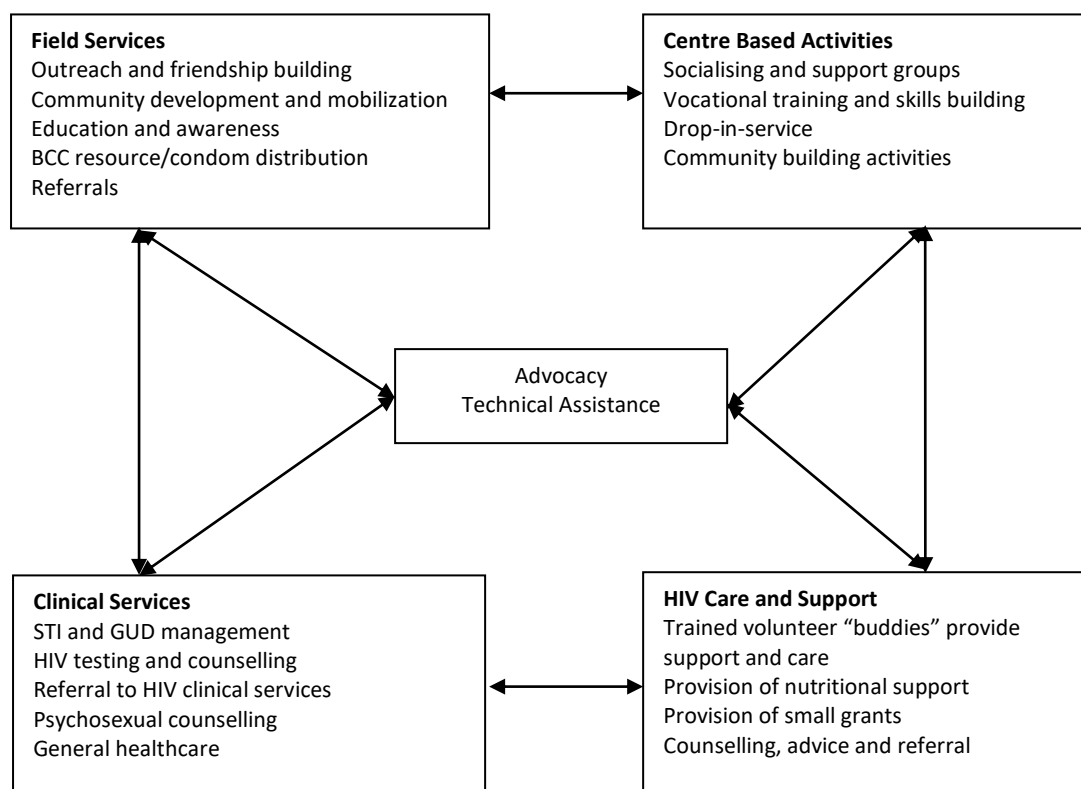 Field Services
Outreach and friendship building
Community development and mobilization
Education and awareness
BCC resource/condom distribution
Referrals
Centre Based Activities
Socialising and support groups
Vocational training and skills building
Drop-in-service
Community building activities
Advocacy
Technical Assistance
Clinical Services
STI and GUD management
HIV testing and counselling
Referral to HIV clinical services
Psychosexual counselling
General healthcare
HIV Care and Support
Trained volunteer “buddies” provide
support and care
Provision of nutritional support
Provision of small grants
Counselling, advice and referral